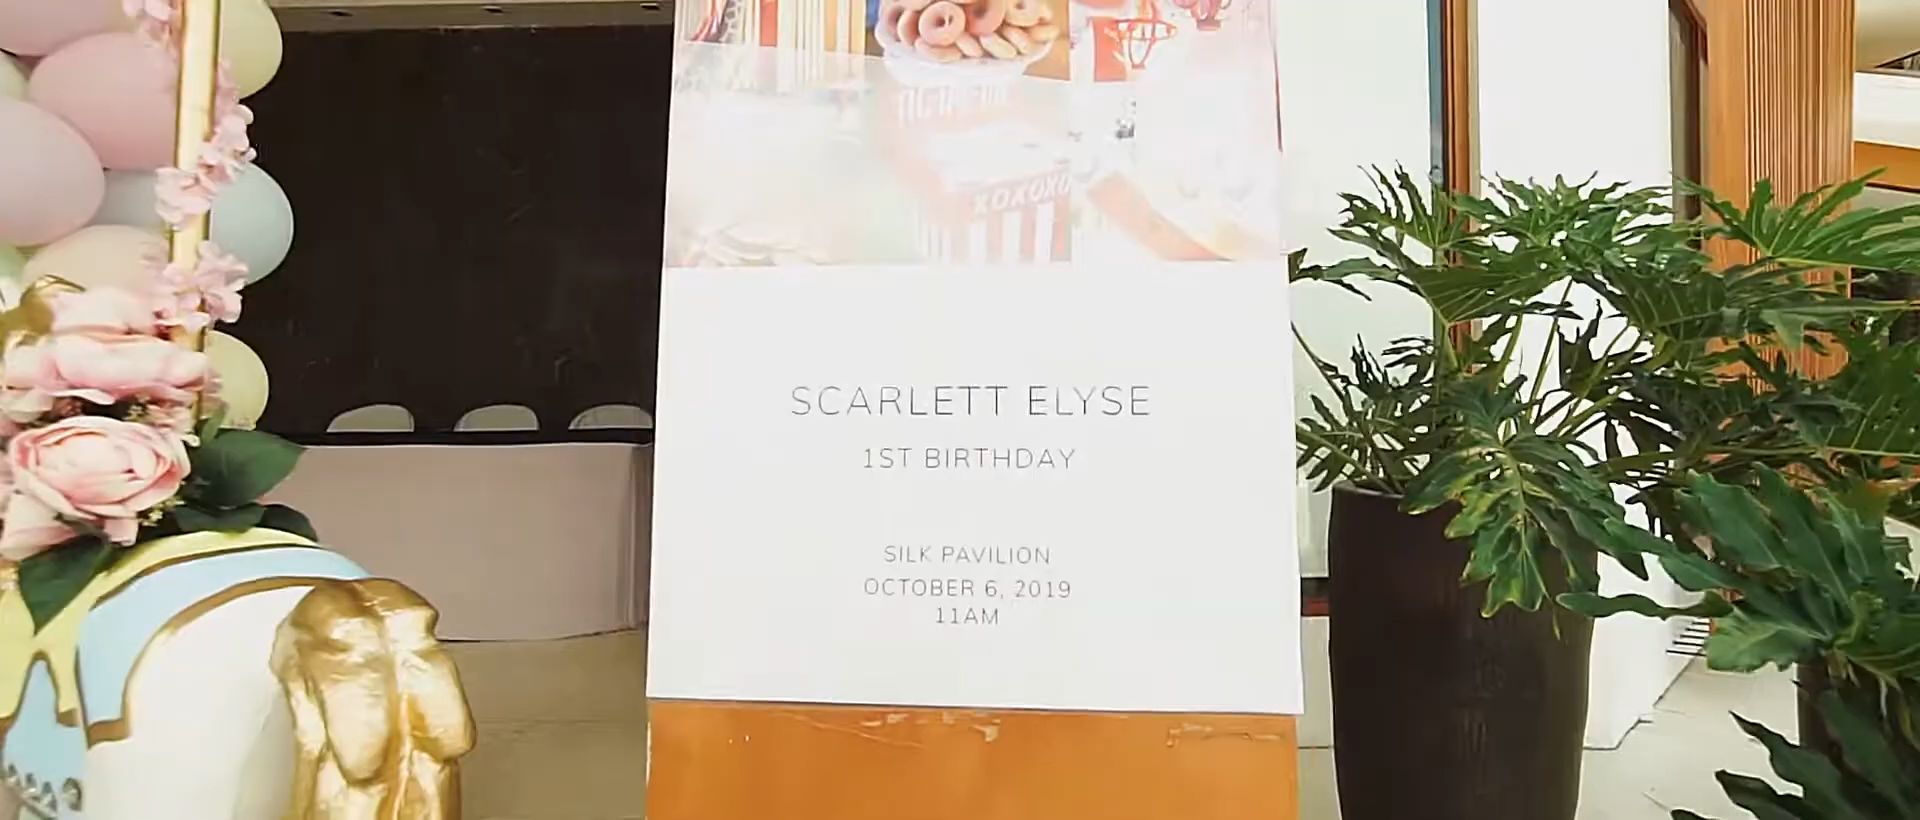 XOXOXO
SCARLETT ELYSE
1ST BIRTHDAY
SILK PAVILION
OCTOBER 6, 2019
11AM